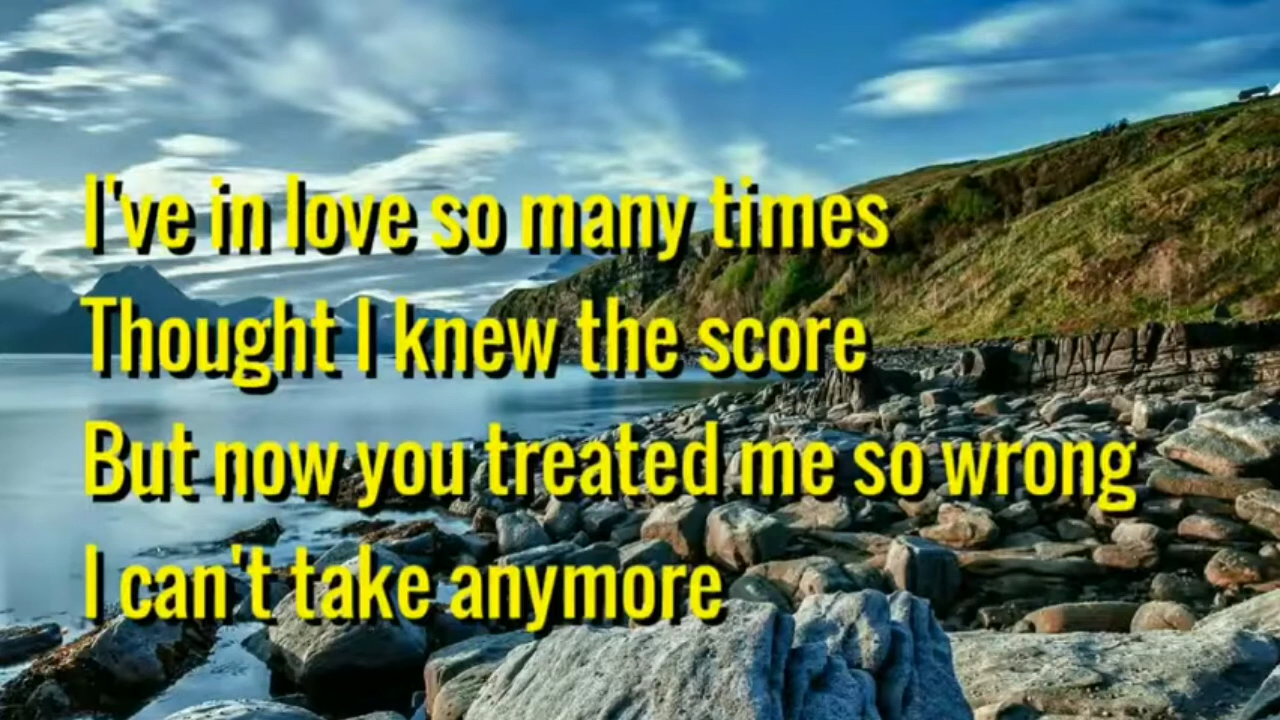 I've in love so many times
Thought I knew the score
But now you treated me so wrong
I can't take anymore